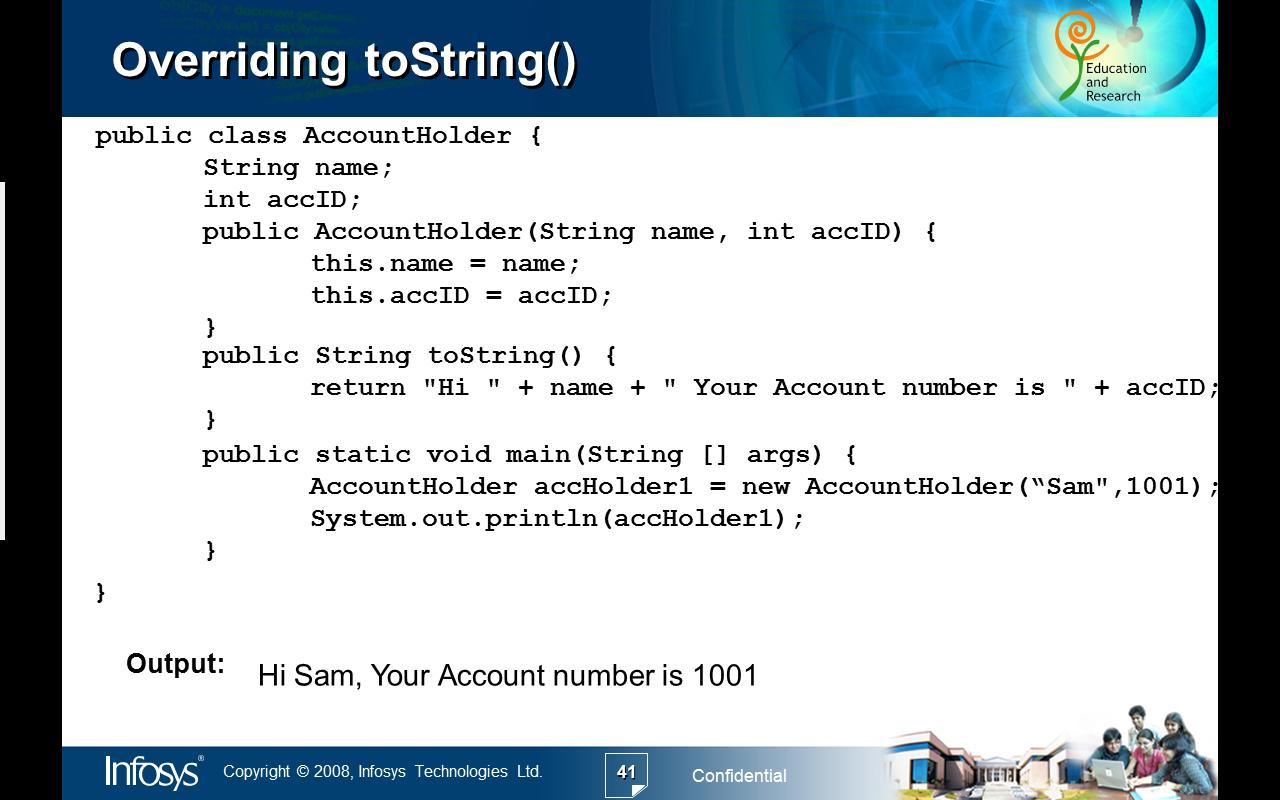 Overriding toString()
Education
and
Research
public class AccountHolder {
String name;
int accID;
public AccountHolder(String name, int accID) {
this.name = name;
this.accID = accID;
}
public String toString() {
return "Hi " + name + " Your Account number is " + accID;
}
public static void main(String [] args) {
AccountHolder accHolder1 = new AccountHolder(“Sam",1001);
System.out.println(accHolder1);
}
}
Output:
Hi Sam, Your Account number is 1001
Infosys®
Copyright © 2008, Infosys Technologies Ltd.
41
Confidential